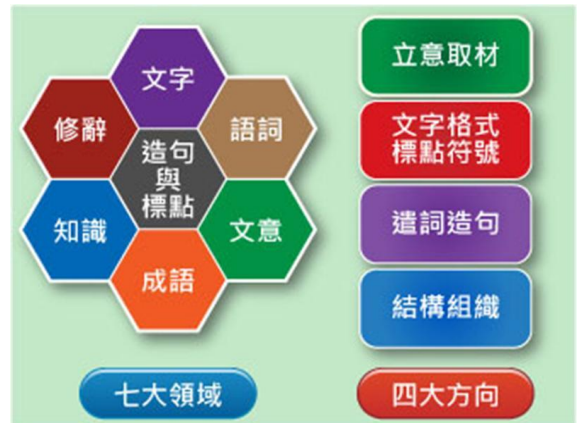 文字
修辭
語詞
造句
與
標點
知識
文意
成語
七大領域
立意取材
文字格式
標點符號
遣詞造句
結構組織
四大方向